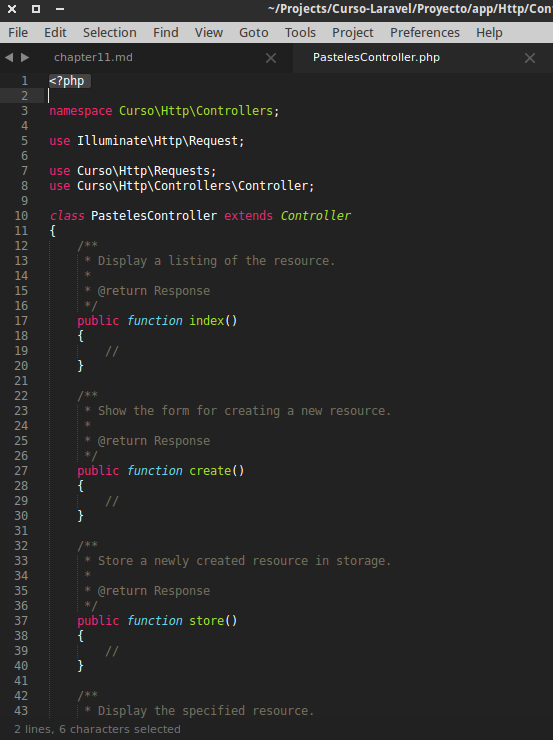 ~/Projects/Curso-Laravel/Proyecto/app/Http/Con
File Edit Selection Find View Goto Tools Project Preferences Help
chapter11.md PastelesController.php
1 <?php
2
3 namespace Curso\Http\Controllers;
4
5 use Illuminate\Http\Request;
6
7 use Curso\Http\Requests;
8 use Curso\Http\Controllers\Controller;
9
10 class PastelesController extends Controller
11 {
12 /**
13 * Display a listing of the resource.
14 *
15 * @return Response
16 */
17 public function index()
18 {
19 //
20 }
21
22 /**
23 * Show the form for creating a new resource.
24 *
25 * @return Response
26 */
27 public function create()
28 {
29 //
30 }
31
32 /**
33 * Store a newly created resource in storage.
34 *
35 * @return Response
36 */
37 public function store()
38 {
39 //
40 }
41
42 /**
43 * Display the specified resource.
2 lines, 6 characters selected